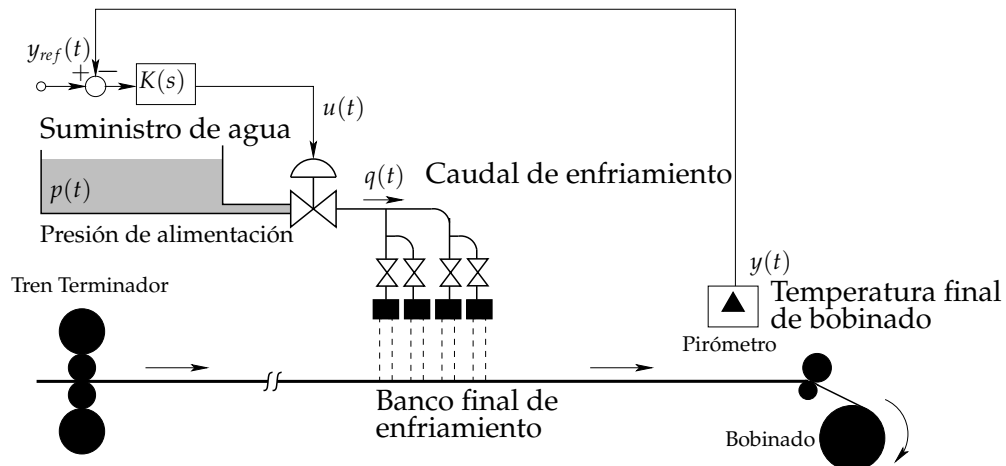 y_ref(t)
+
−
K(s)
u(t)
Suministro de agua
p(t)
q(t)
Caudal de enfriamiento
Presión de alimentación
Tren Terminador
y(t)
Temperatura final
de bobinado
Pirómetro
Banco final de
enfriamiento
Bobinado